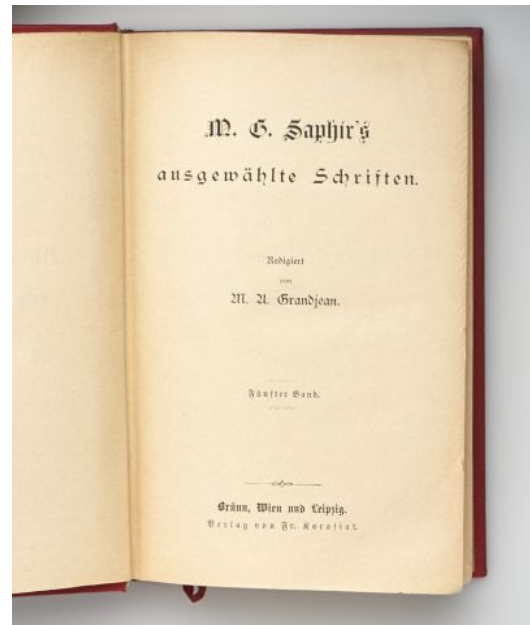 M. G. Saphir's
ausgewählte Schriften.
Redigiert
von
M. A. Grandjean.
Fünfter Band.
Brünn, Wien und Leipzig.
Verlag von Fr. Karafiat.